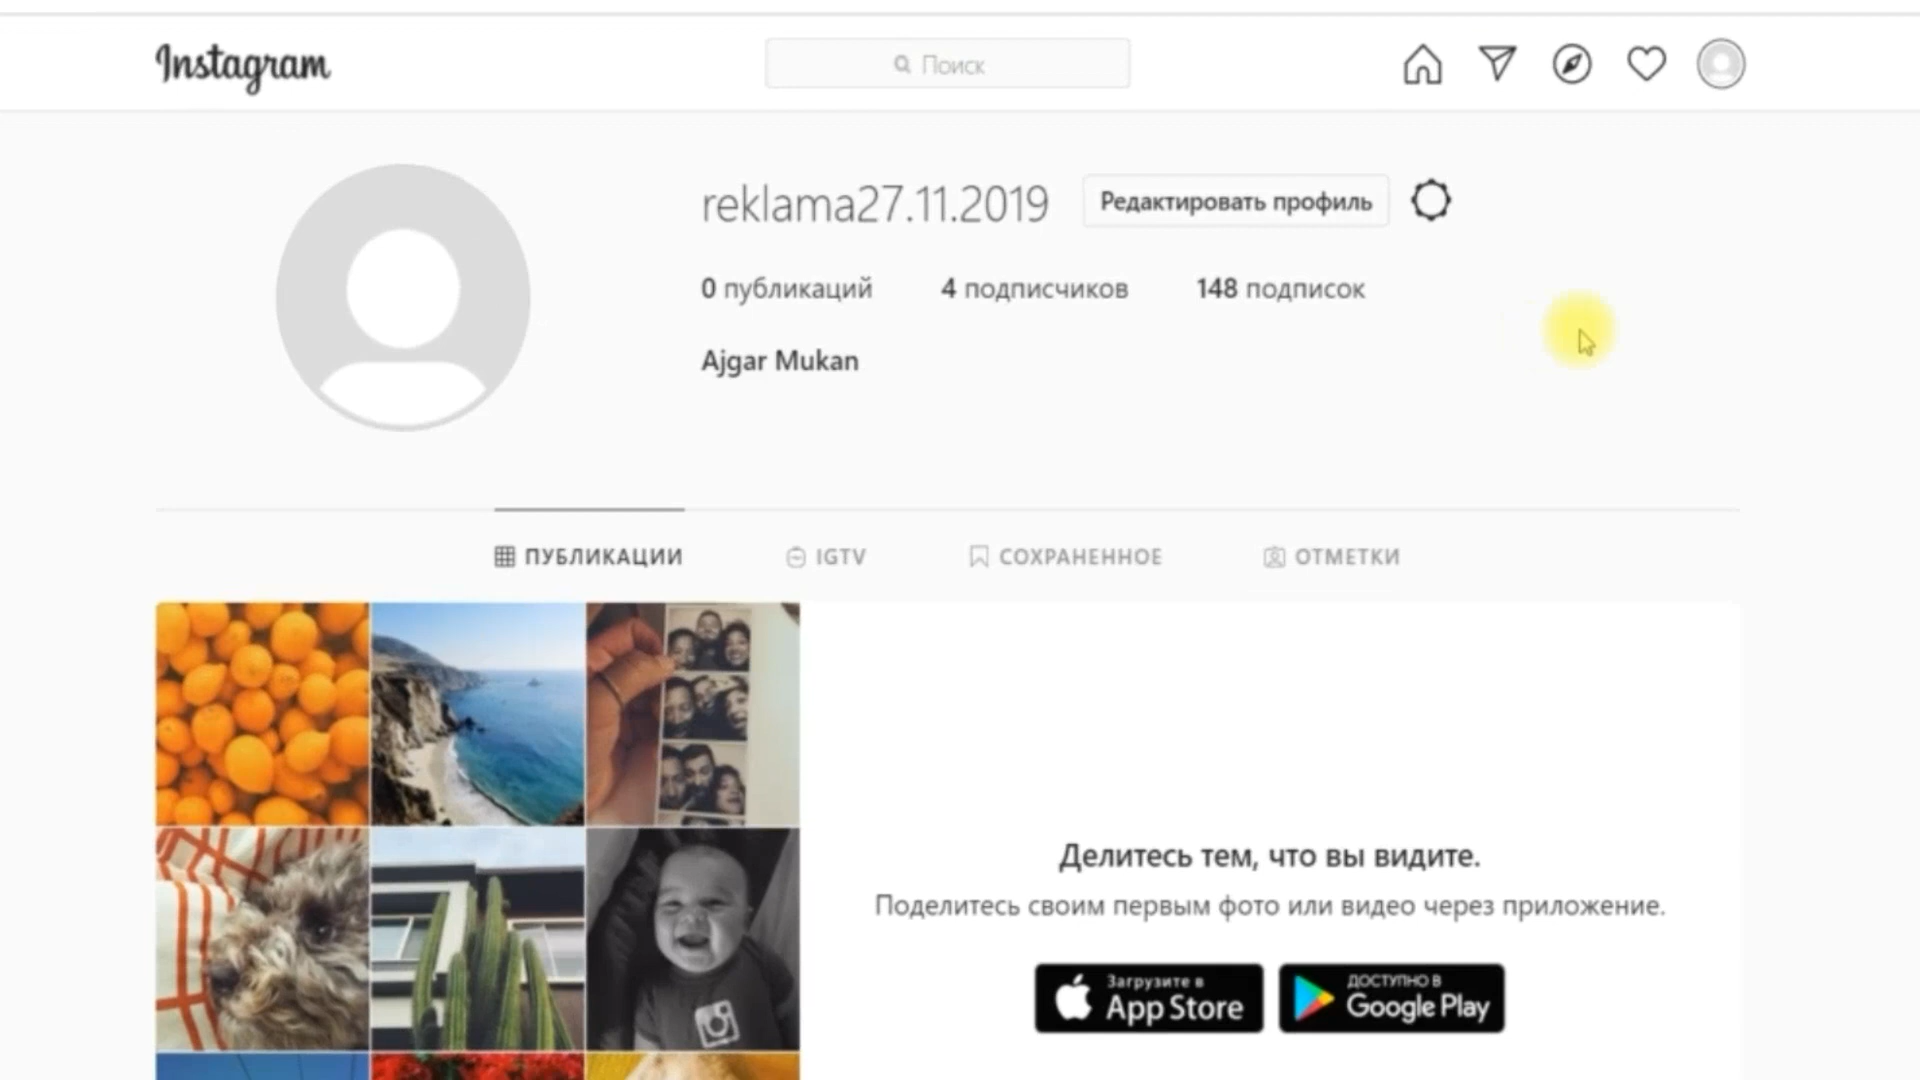 Instagram
Поиск
reklama27.11.2019
Редактировать профиль
0 публикаций 4 подписчиков 148 подписок
Ajgar Mukan
ПУБЛИКАЦИИ IGTV СОХРАНЕННОЕ ОТМЕТКИ
Делитесь тем, что вы видите.
Поделитесь своим первым фото или видео через приложение.
Загрузите в
App Store
ДОСТУПНО В
Google Play